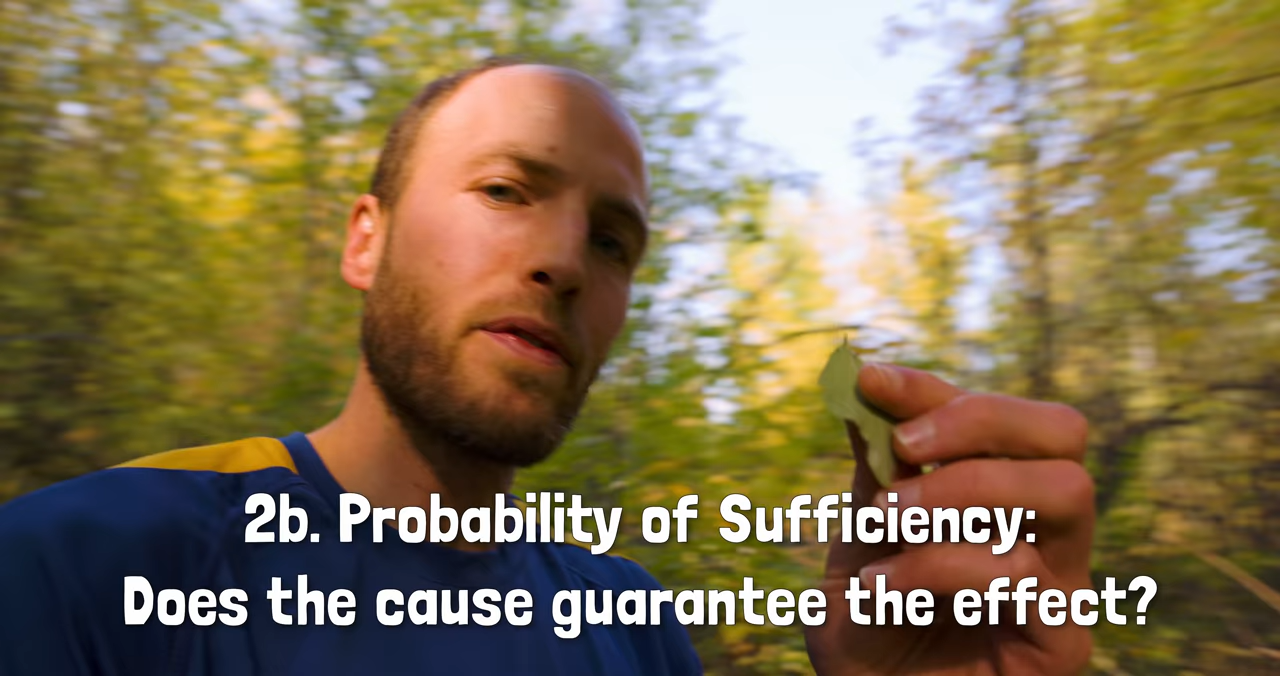 2b. Probability of Sufficiency:
Does the cause guarantee the effect?